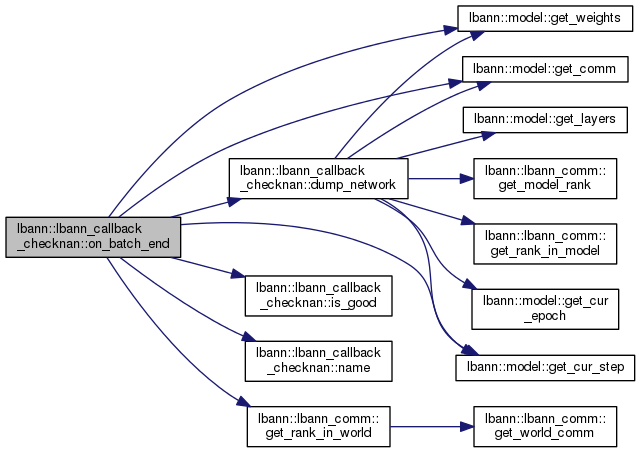 lbann::model::get_weights
lbann::model::get_comm
lbann::model::get_layers
lbann::lbann_callback
_checknan::dump_network
lbann::lbann_comm::
get_model_rank
lbann::lbann_callback
_checknan::on_batch_end
lbann::lbann_comm::
get_rank_in_model
lbann::lbann_callback
_checknan::is_good
lbann::model::get_cur
_epoch
lbann::lbann_callback
_checknan::name
lbann::model::get_cur_step
lbann::lbann_comm::
get_rank_in_world
lbann::lbann_comm::
get_world_comm